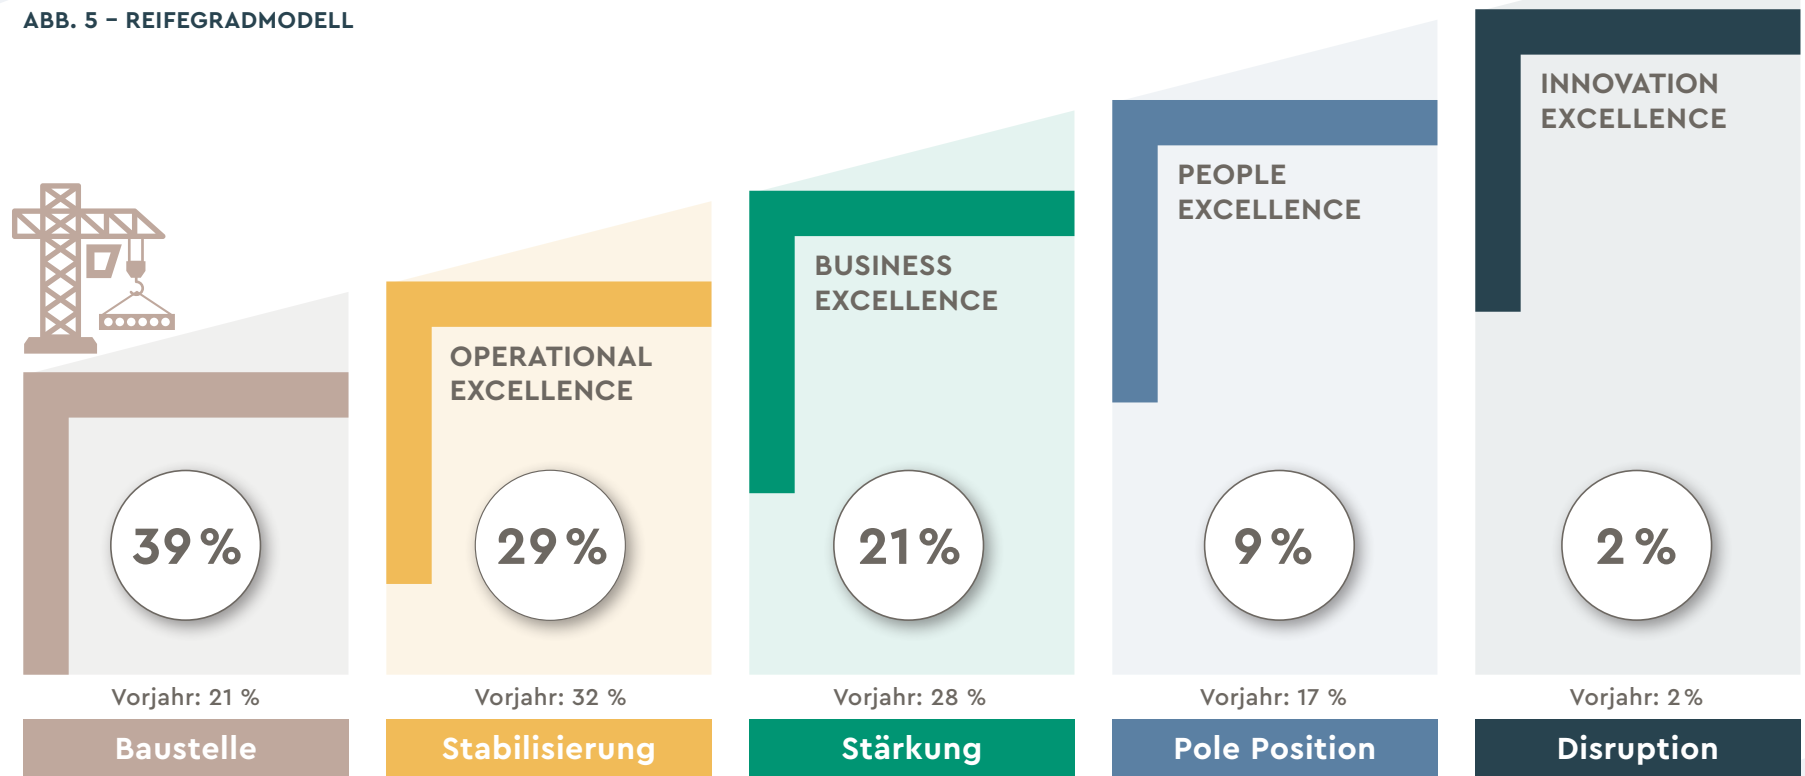 ABB. 5 – REIFEGRADMODELL
39 %
Vorjahr: 21 %
Baustelle
OPERATIONAL
EXCELLENCE
29 %
Vorjahr: 32 %
Stabilisierung
BUSINESS
EXCELLENCE
21 %
Vorjahr: 28 %
Stärkung
PEOPLE
EXCELLENCE
9 %
Vorjahr: 17 %
Pole Position
INNOVATION
EXCELLENCE
2 %
Vorjahr: 2 %
Disruption